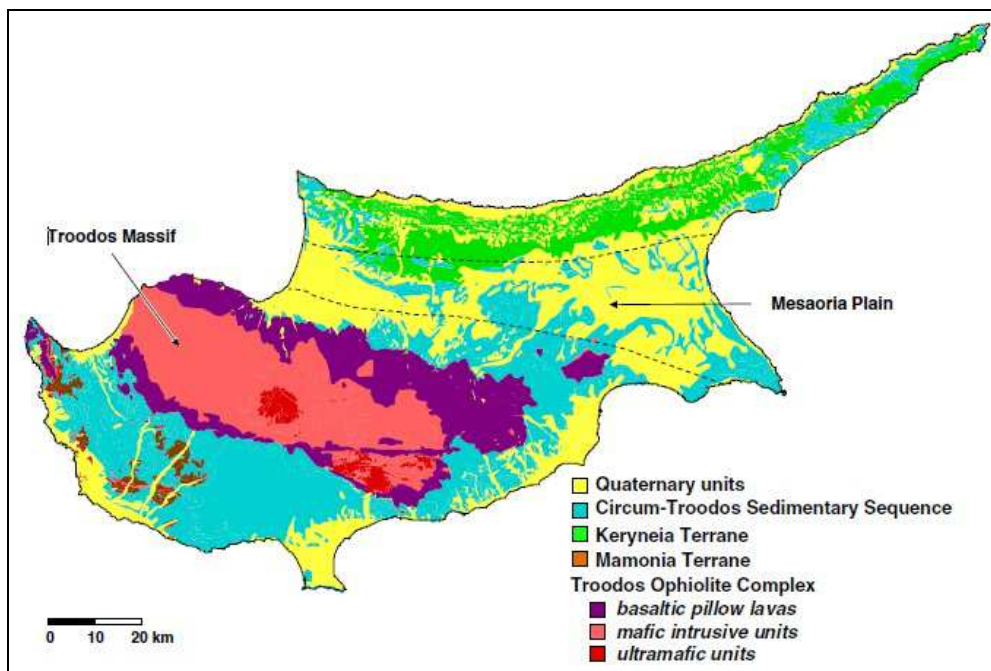 Troodos Massif
Mesaoria Plain
Quaternary units
Circum-Troodos Sedimentary Sequence
Keryneia Terrane
Mamonia Terrane
Troodos Ophiolite Complex
basaltic pillow lavas
mafic intrusive units
ultramafic units
0 10 20 km